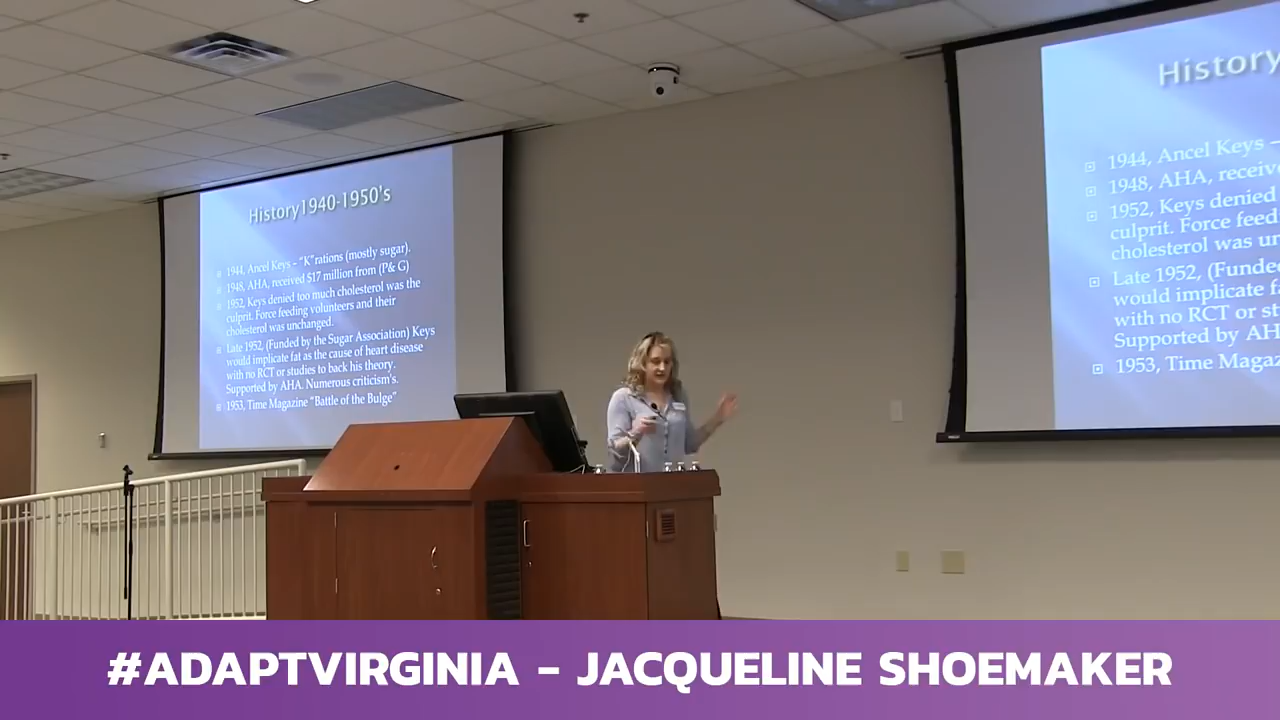 History1940-1950's
1944, Ancel Keys – "K"rations (mostly sugar).
1948, AHA, received $17 million from (P& G)
1952, Keys denied too much cholesterol was the
culprit. Force feeding volunteers and their
cholesterol was unchanged.
Late 1952, (Funded by the Sugar Association) Keys
would implicate fat as the cause of heart disease
with no RCT or studies to back his theory.
Supported by AHA. Numerous criticism's.
1953, Time Magazine "Battle of the Bulge"
History
1944, Ancel Keys –
1948, AHA, receiv
1952, Keys denied
culprit. Force feed
cholesterol was un
Late 1952, (Funde
would implicate fa
with no RCT or st
Supported by AH
1953, Time Magaz
#ADAPTVIRGINIA - JACQUELINE SHOEMAKER